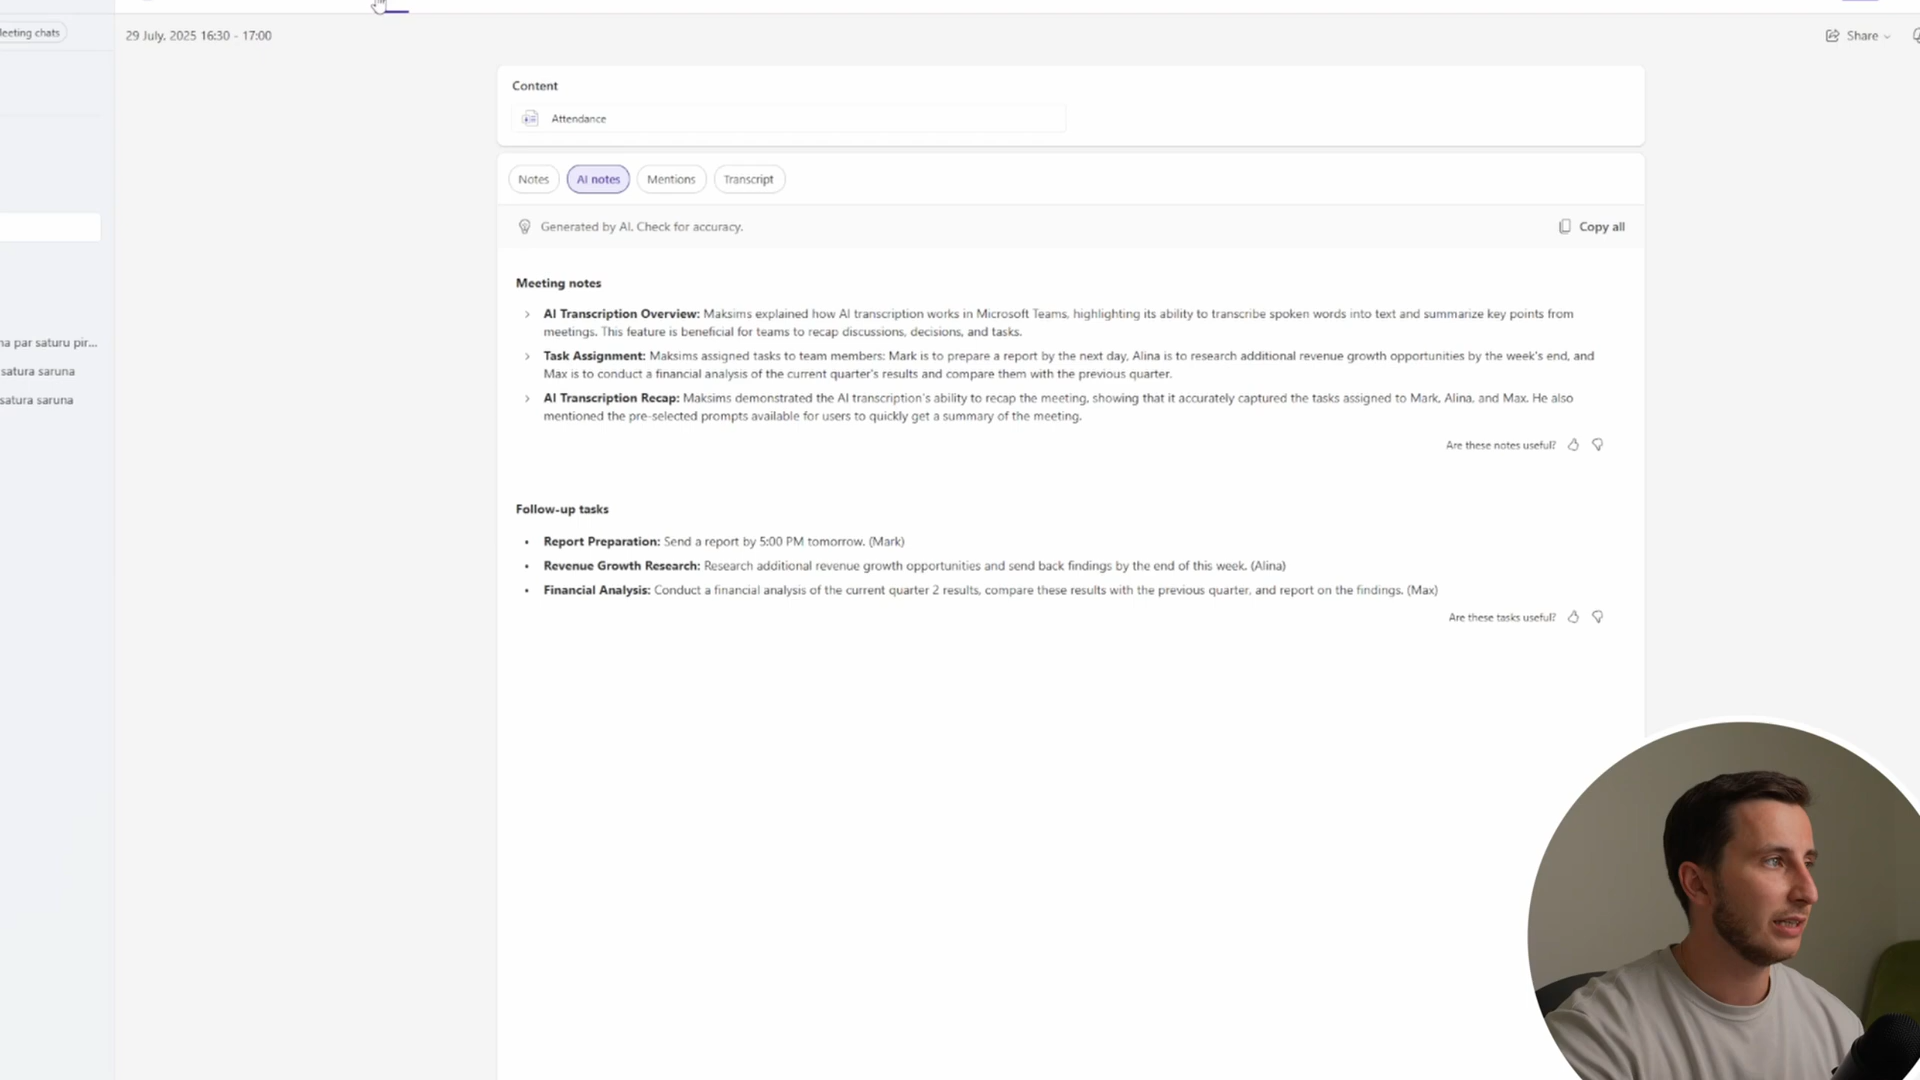 eeting chats
29 July, 2025 16:30 - 17:00
Share
Content
Attendance
Notes
AI notes
Mentions
Transcript
Generated by AI. Check for accuracy.
Copy all
Meeting notes
AI Transcription Overview: Maksims explained how AI transcription works in Microsoft Teams, highlighting its ability to transcribe spoken words into text and summarize key points from
meetings. This feature is beneficial for teams to recap discussions, decisions, and tasks.
na par saturu pir...
Task Assignment: Maksims assigned tasks to team members: Mark is to prepare a report by the next day, Alina is to research additional revenue growth opportunities by the week's end, and
satura saruna
Max is to conduct a financial analysis of the current quarter's results and compare them with the previous quarter.
satura saruna
AI Transcription Recap: Maksims demonstrated the AI transcription's ability to recap the meeting, showing that it accurately captured the tasks assigned to Mark, Alina, and Max. He also
mentioned the pre-selected prompts available for users to quickly get a summary of the meeting.
Are these notes useful?
Follow-up tasks
Report Preparation: Send a report by 5:00 PM tomorrow. (Mark)
Revenue Growth Research: Research additional revenue growth opportunities and send back findings by the end of this week. (Alina)
Financial Analysis: Conduct a financial analysis of the current quarter 2 results, compare these results with the previous quarter, and report on the findings. (Max)
Are these tasks useful?